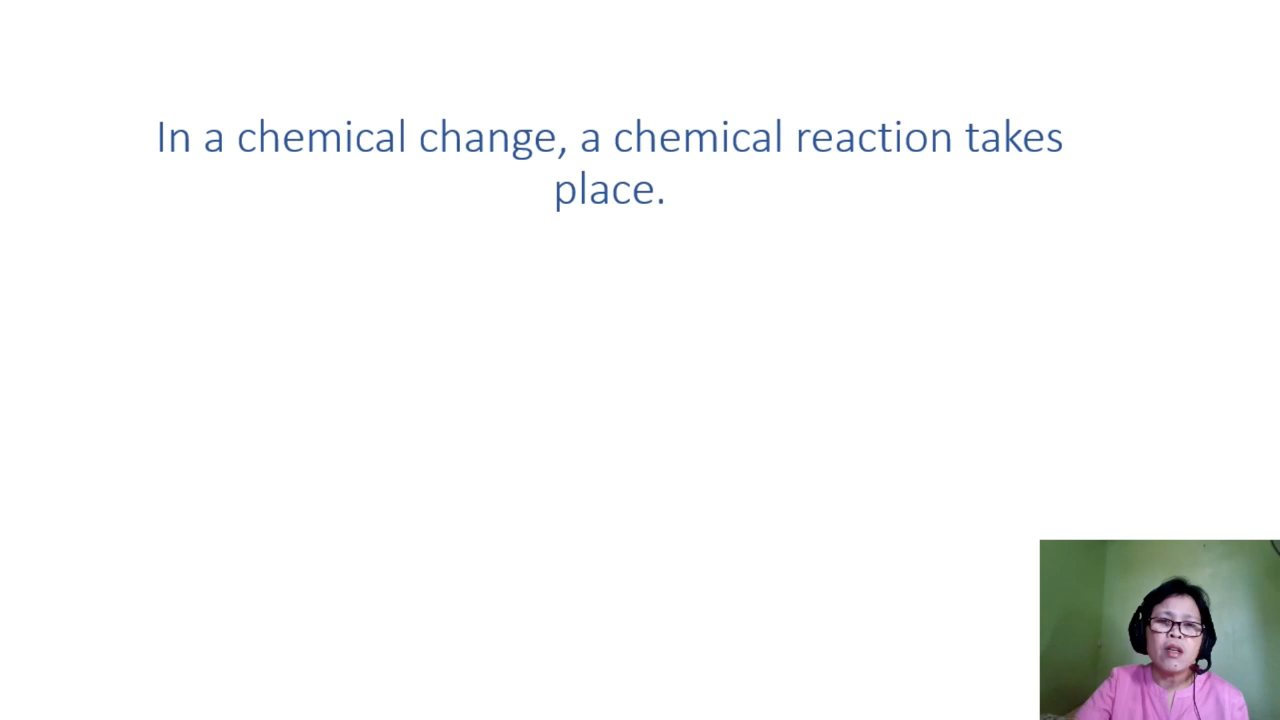 In a chemical change, a chemical reaction takes
place.